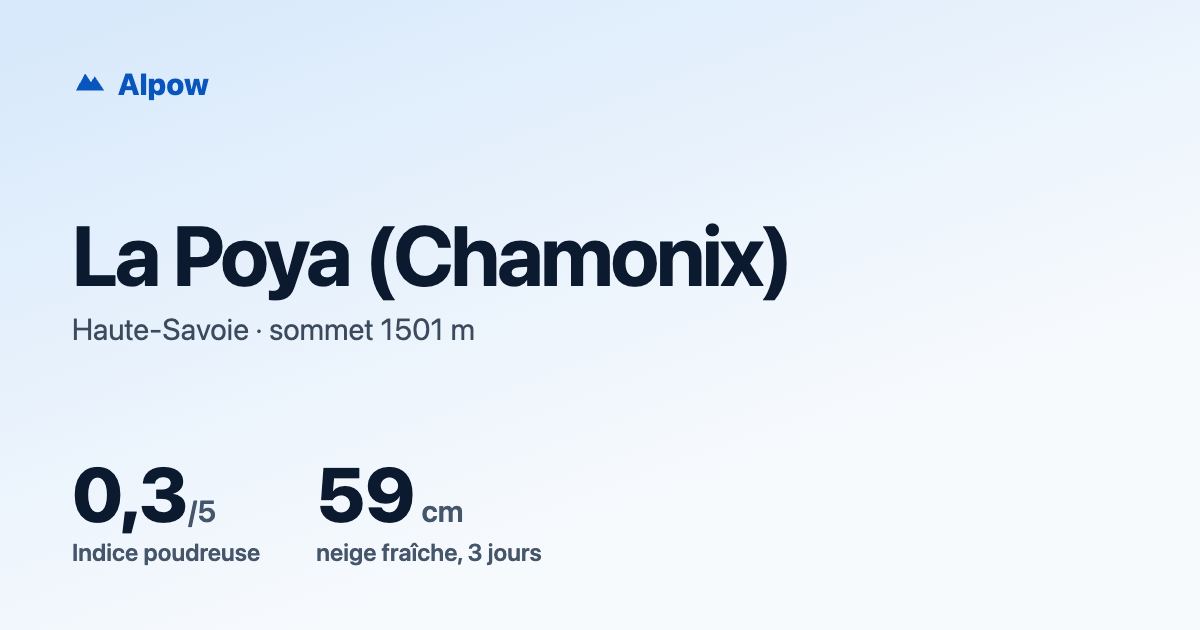 Alpow
La Poya (Chamonix)
Haute-Savoie · sommet 1501 m
0,3/5
Indice poudreuse
59 cm
neige fraîche, 3 jours